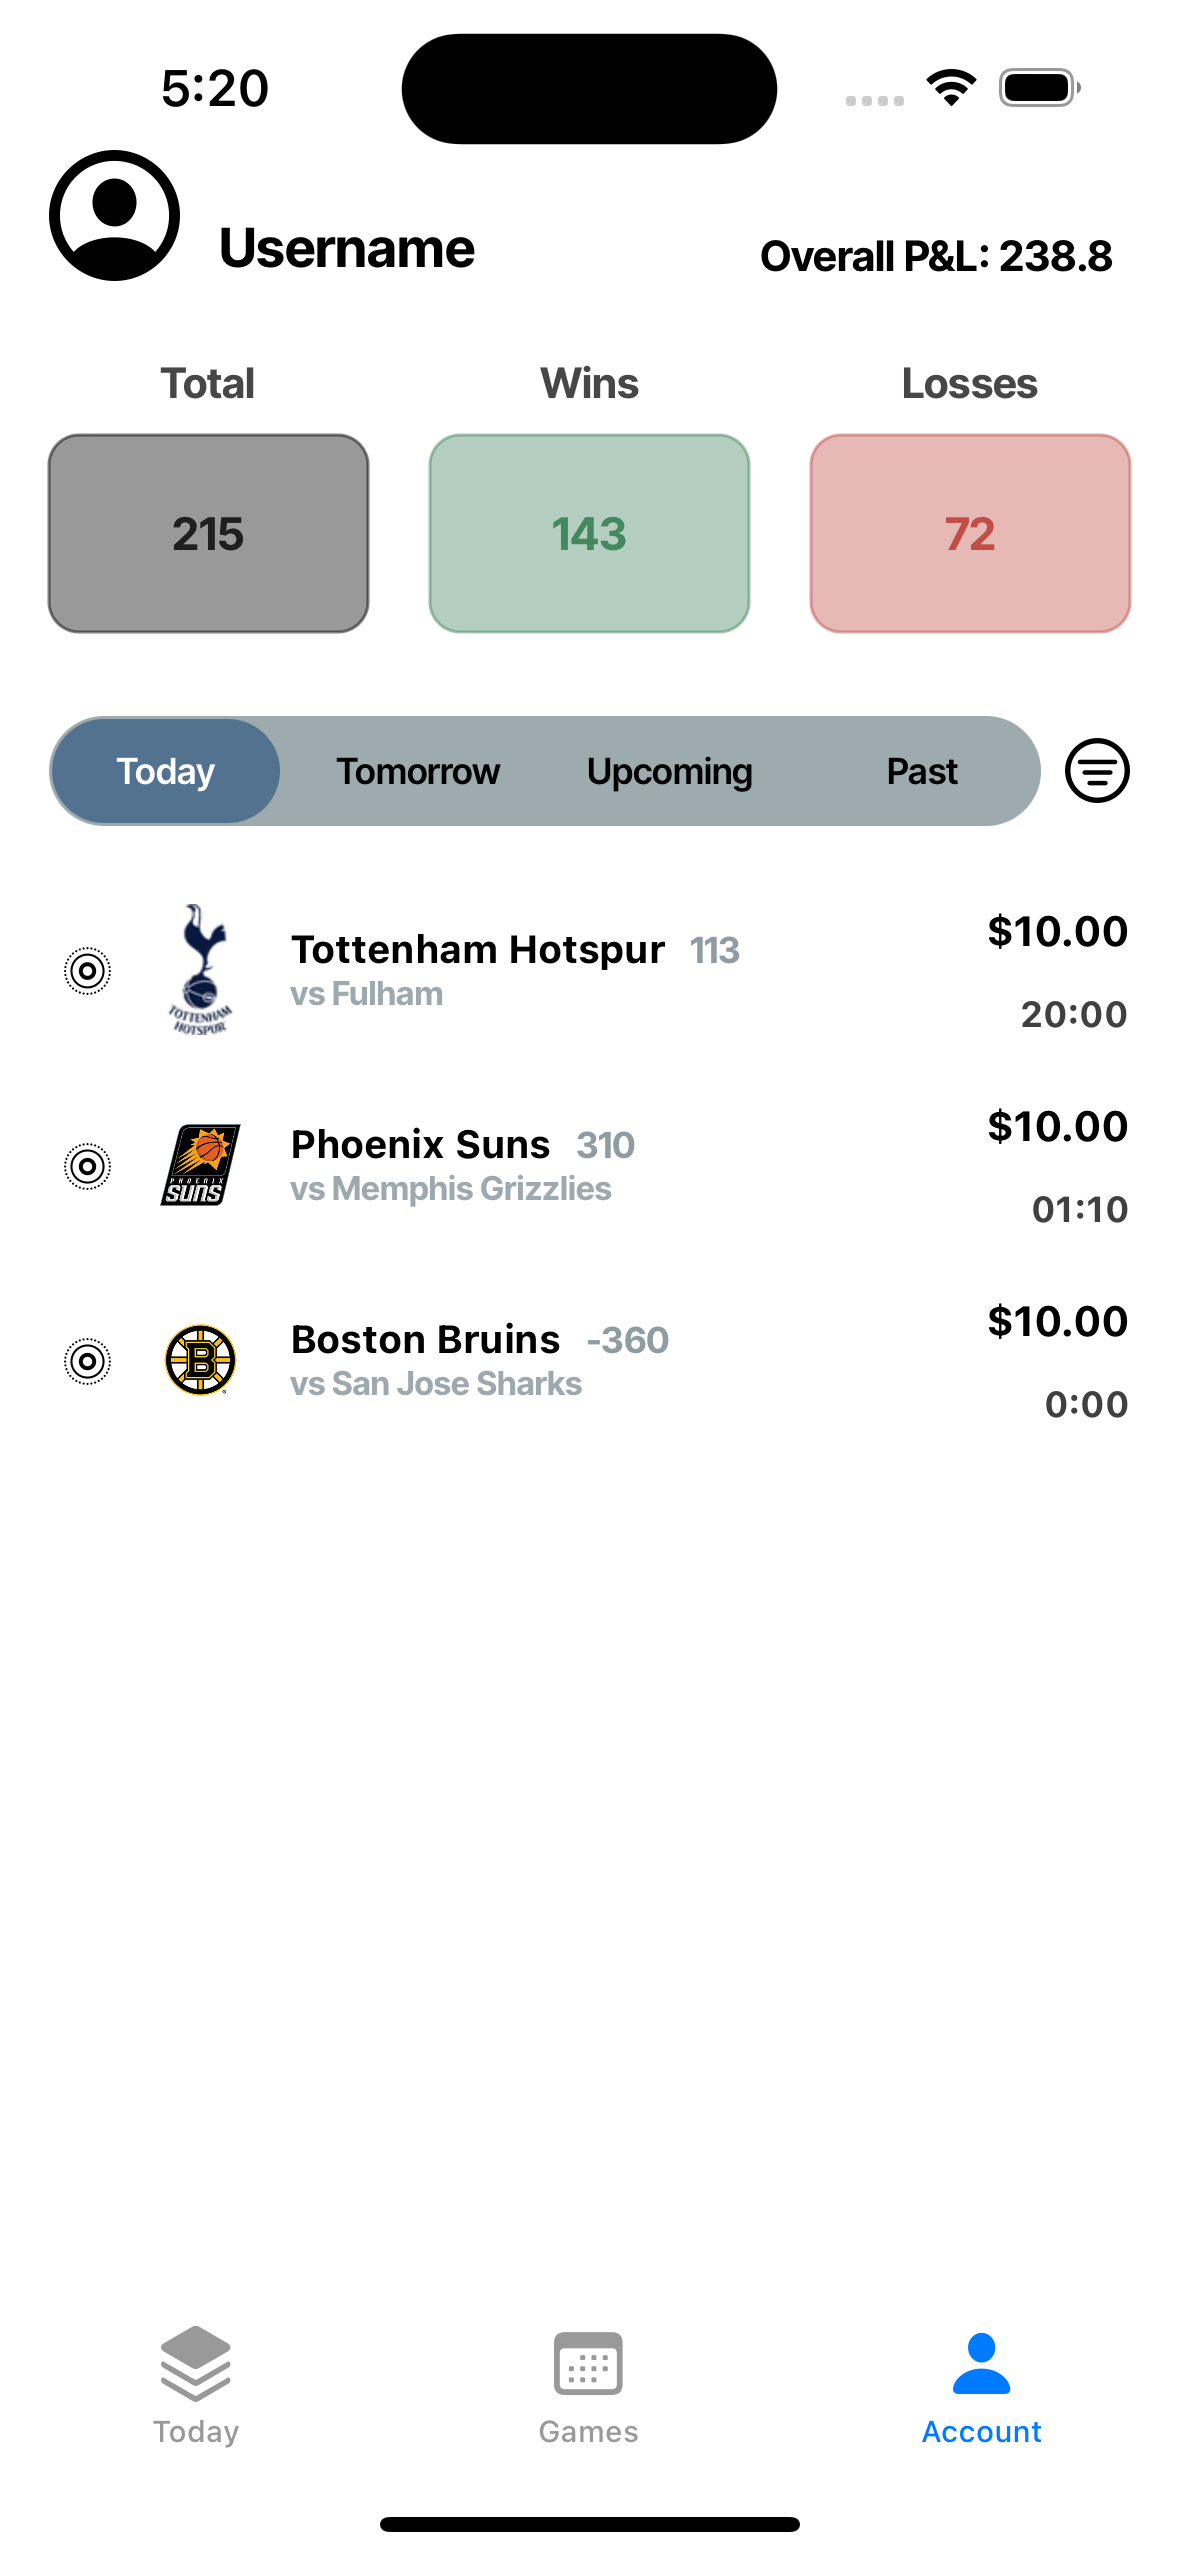 5:20
Username
Overall P&L: 238.8
Total Wins Losses
215 143 72
Today Tomorrow Upcoming Past
Tottenham Hotspur 113
$10.00
vs Fulham
20:00
TOTTENHAM
HOTSPUR
Phoenix Suns 310
$10.00
vs Memphis Grizzlies
01:10
PHOENIX
SUNS
Boston Bruins -360
$10.00
vs San Jose Sharks
0:00
B
Today Games Account